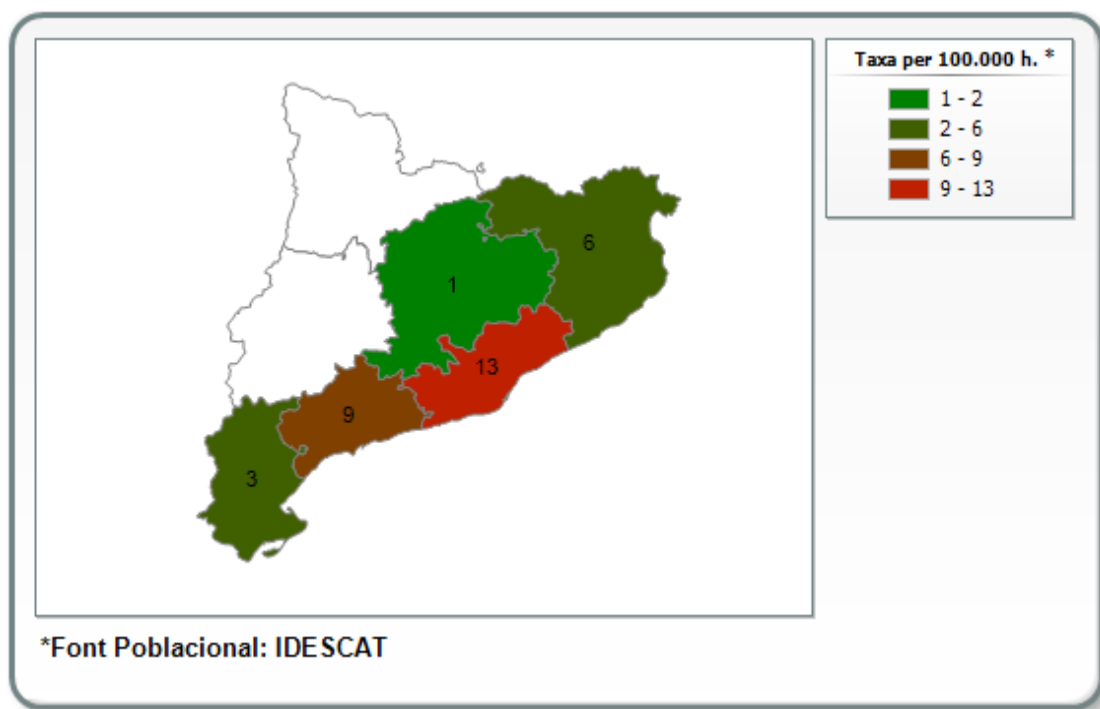 Taxa per 100.000 h. *
1 - 2
2 - 6
6 - 9
9 - 13
6
1
13
9
3
*Font Poblacional: IDESCAT